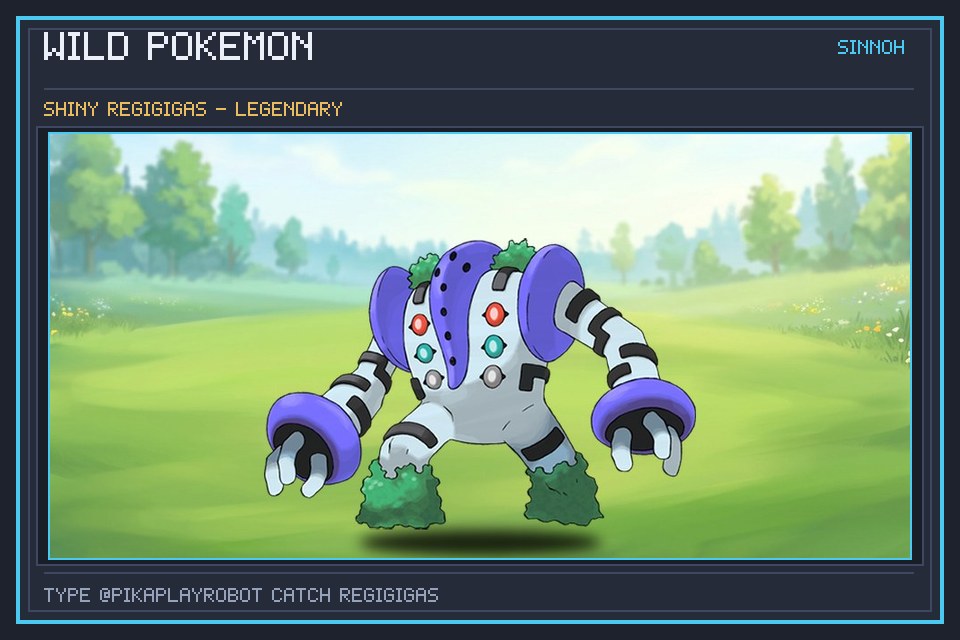 WILD POKEMON
SINNOH
SHINY REGIGIGAS - LEGENDARY
TYPE @PIKAPLAYROBOT CATCH REGIGIGAS